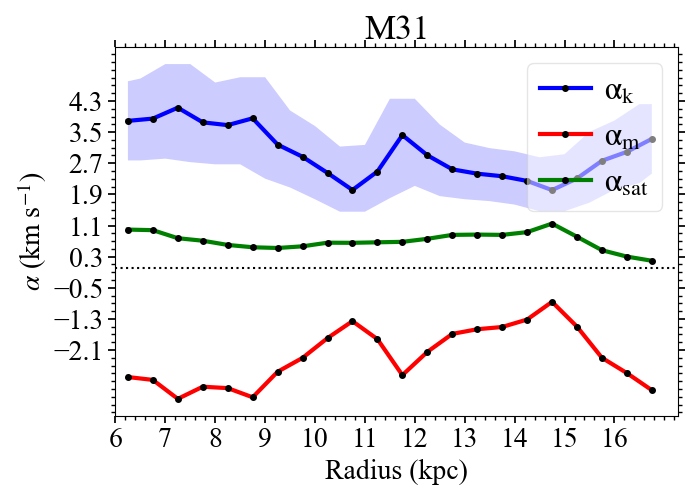 M31
α (km s⁻¹)
4.3
3.5
2.7
1.9
1.1
0.3
−0.5
−1.3
−2.1
αk
αm
αsat
6 7 8 9 10 11 12 13 14 15 16
Radius (kpc)